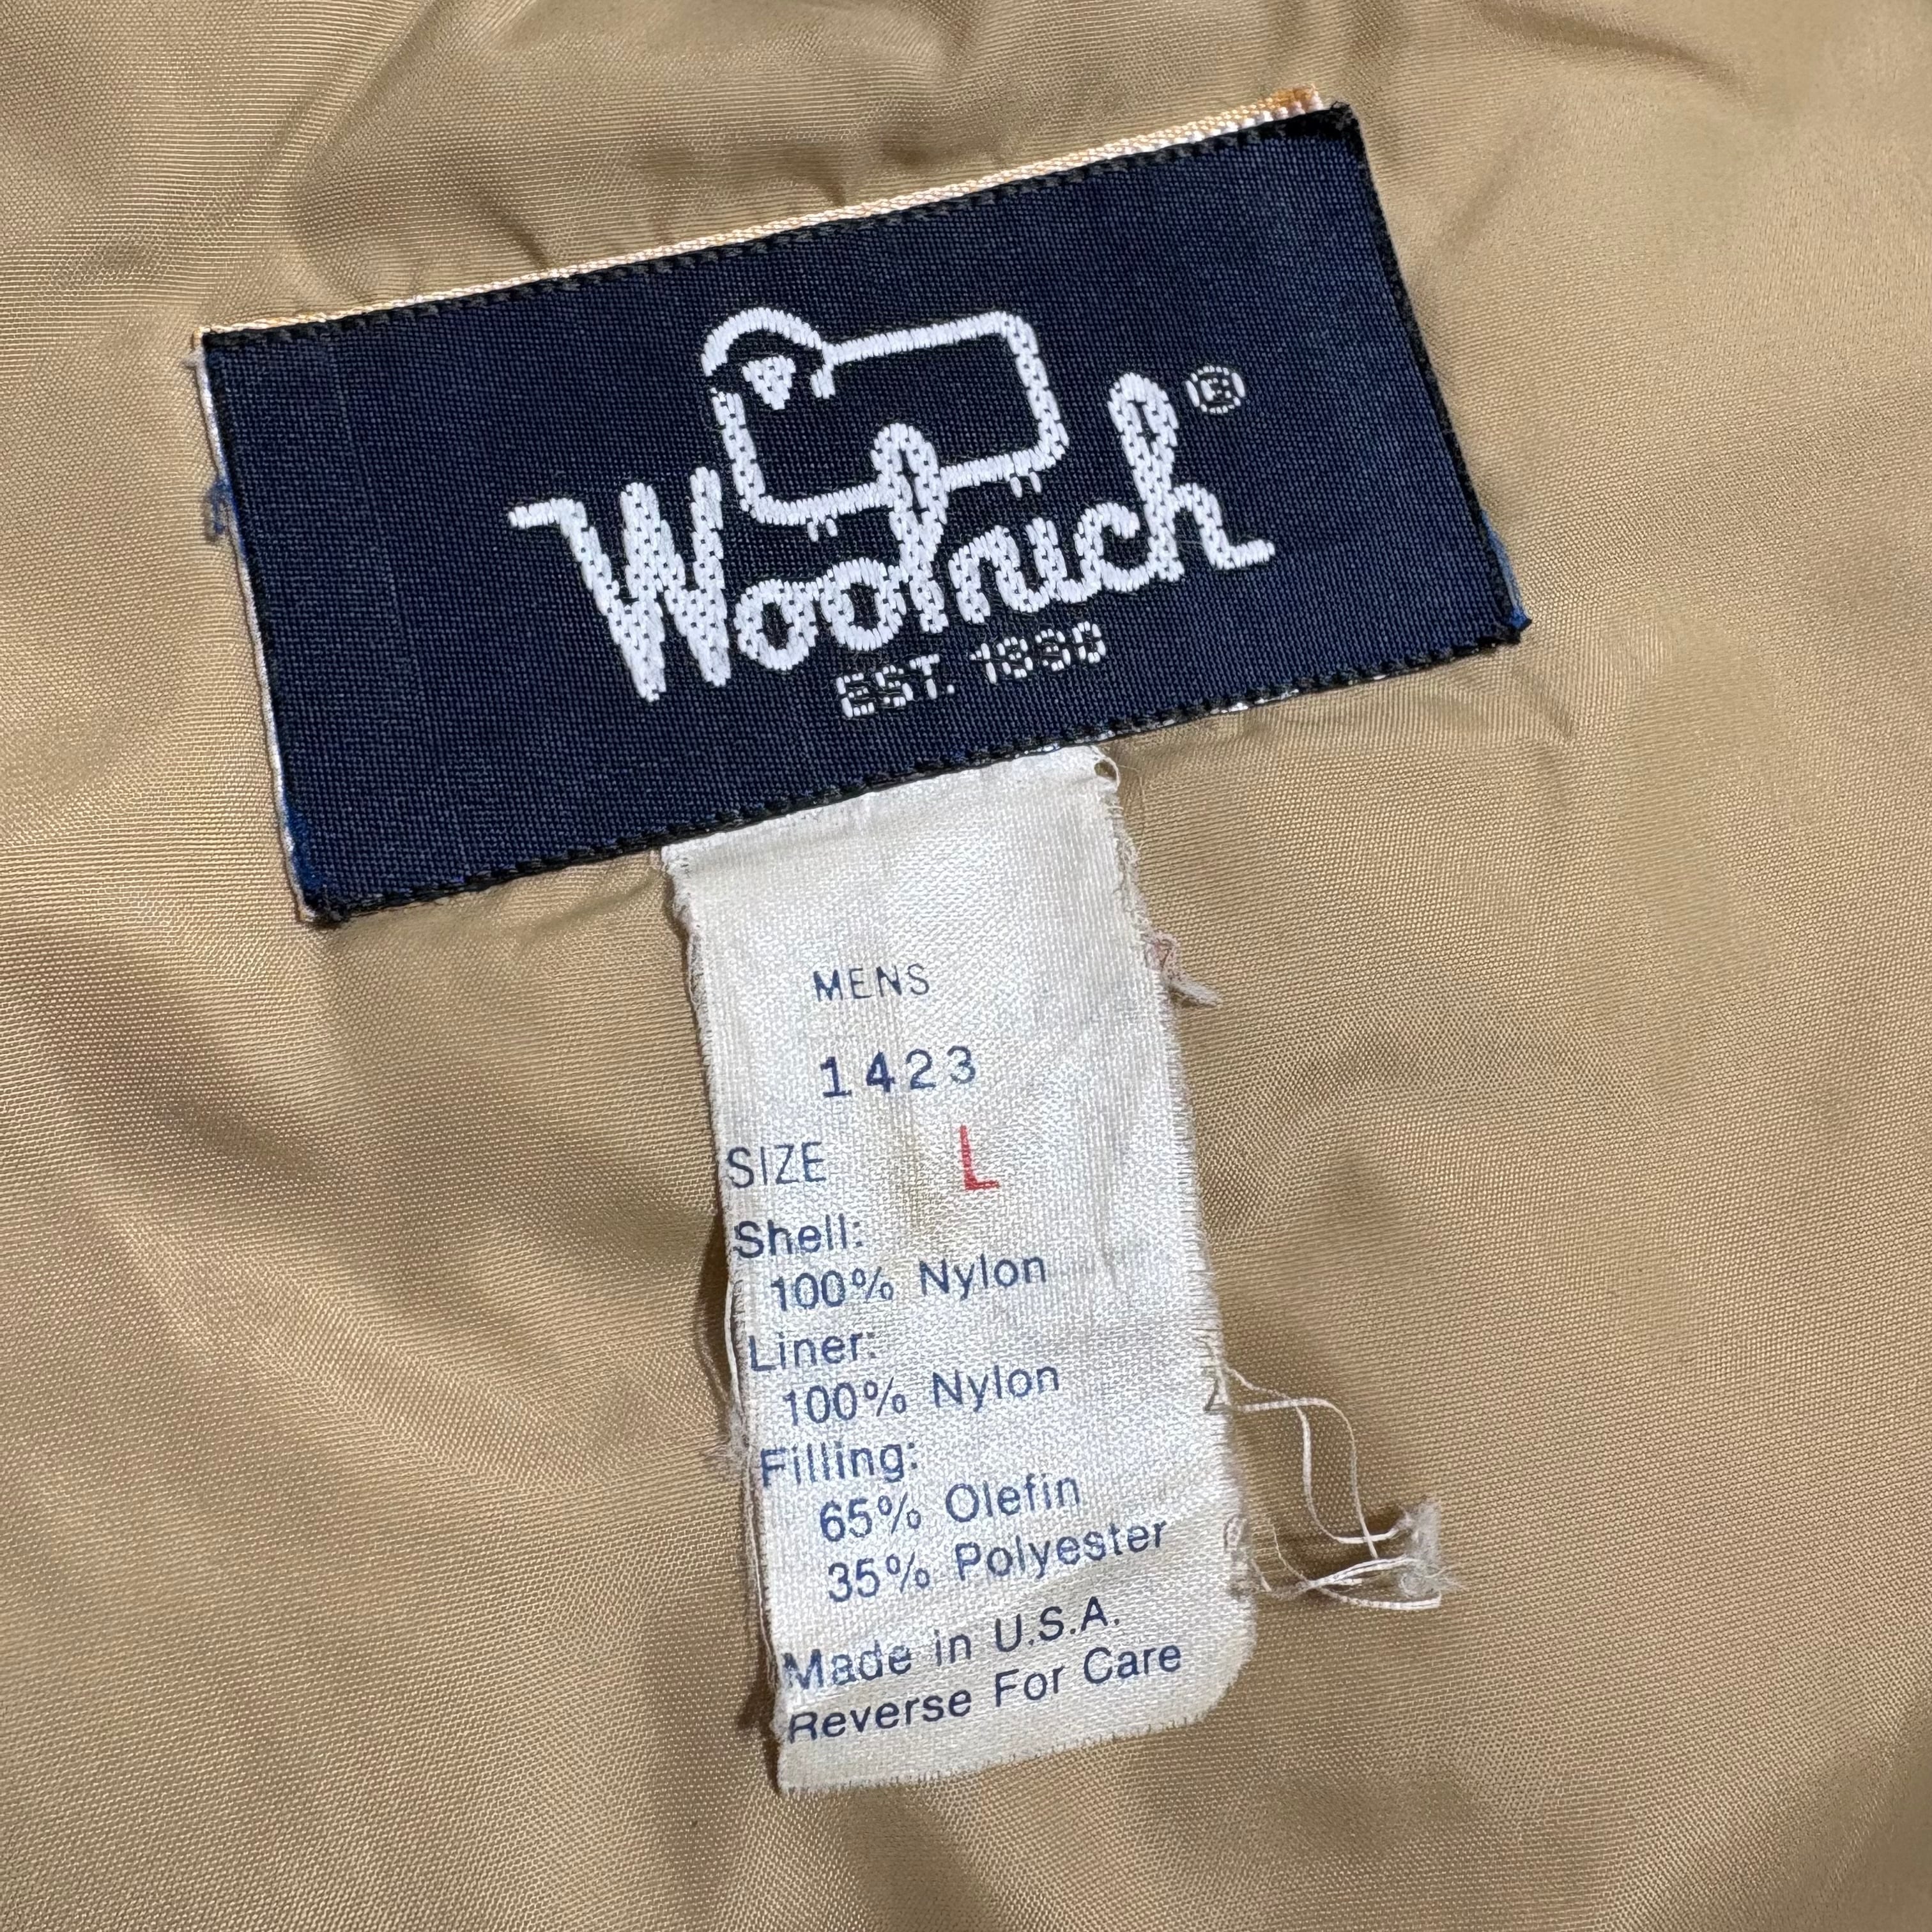 Woolrich®
EST. 1830
MENS
1423
SIZE L
Shell:
100% Nylon
Liner:
100% Nylon
Filling:
65% Olefin
35% Polyester
Made in U.S.A.
Reverse For Care